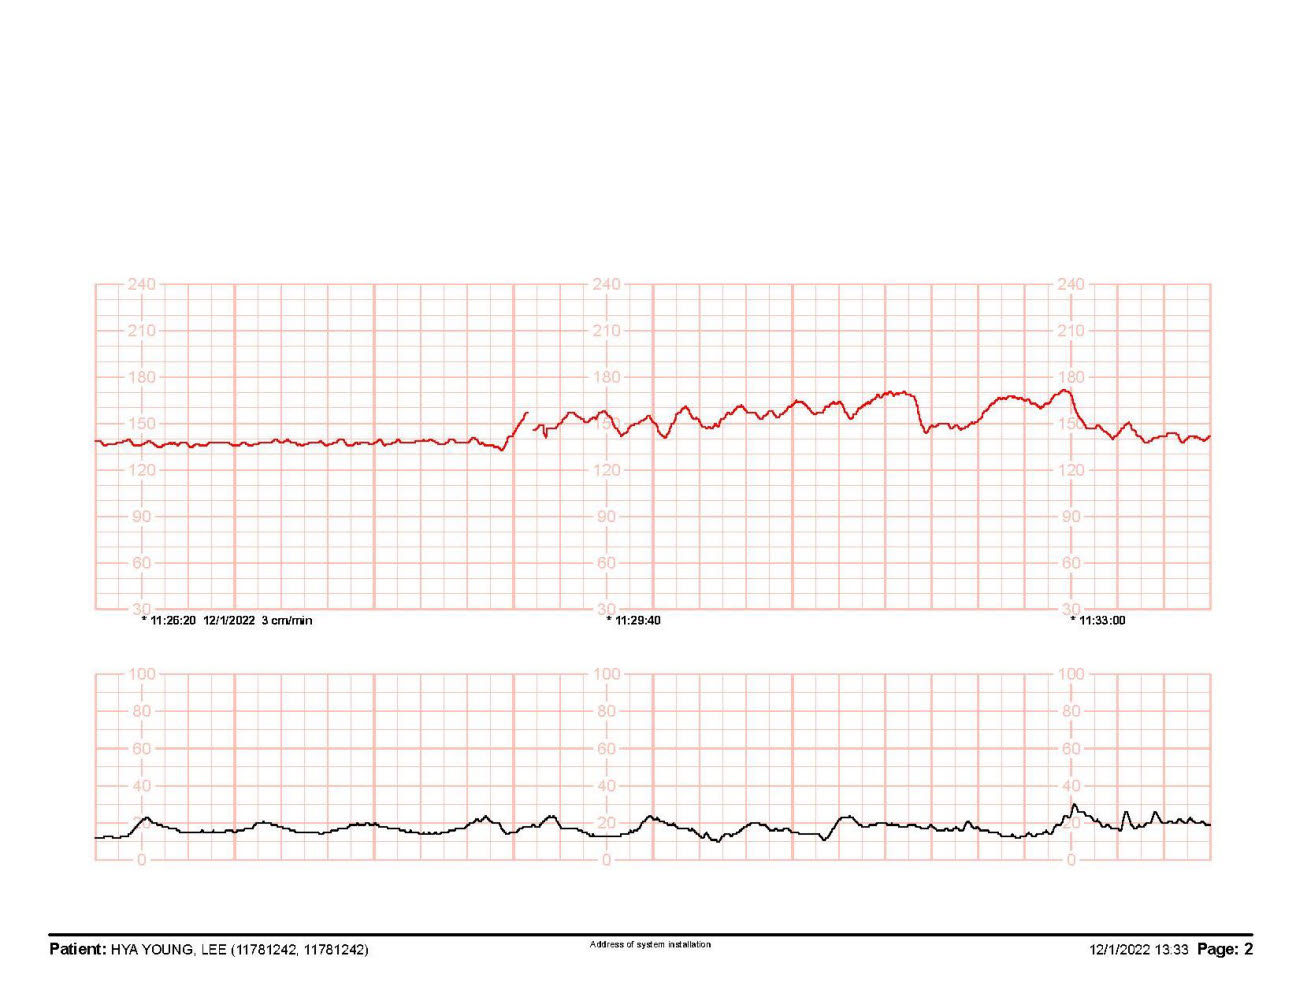 240 240 240
210 210 210
180 180 180
150 150 150
120 120 120
90 90 90
60 60 60
30 30 30
* 11:26:20 12/1/2022 3 cm/min * 11:29:40 * 11:33:00
100 100 100
80 80 80
60 60 60
40 40 40
20 20 20
0 0 0
Patient: HYA YOUNG, LEE (11781242, 11781242) Address of system installation 12/1/2022 13:33 Page: 2